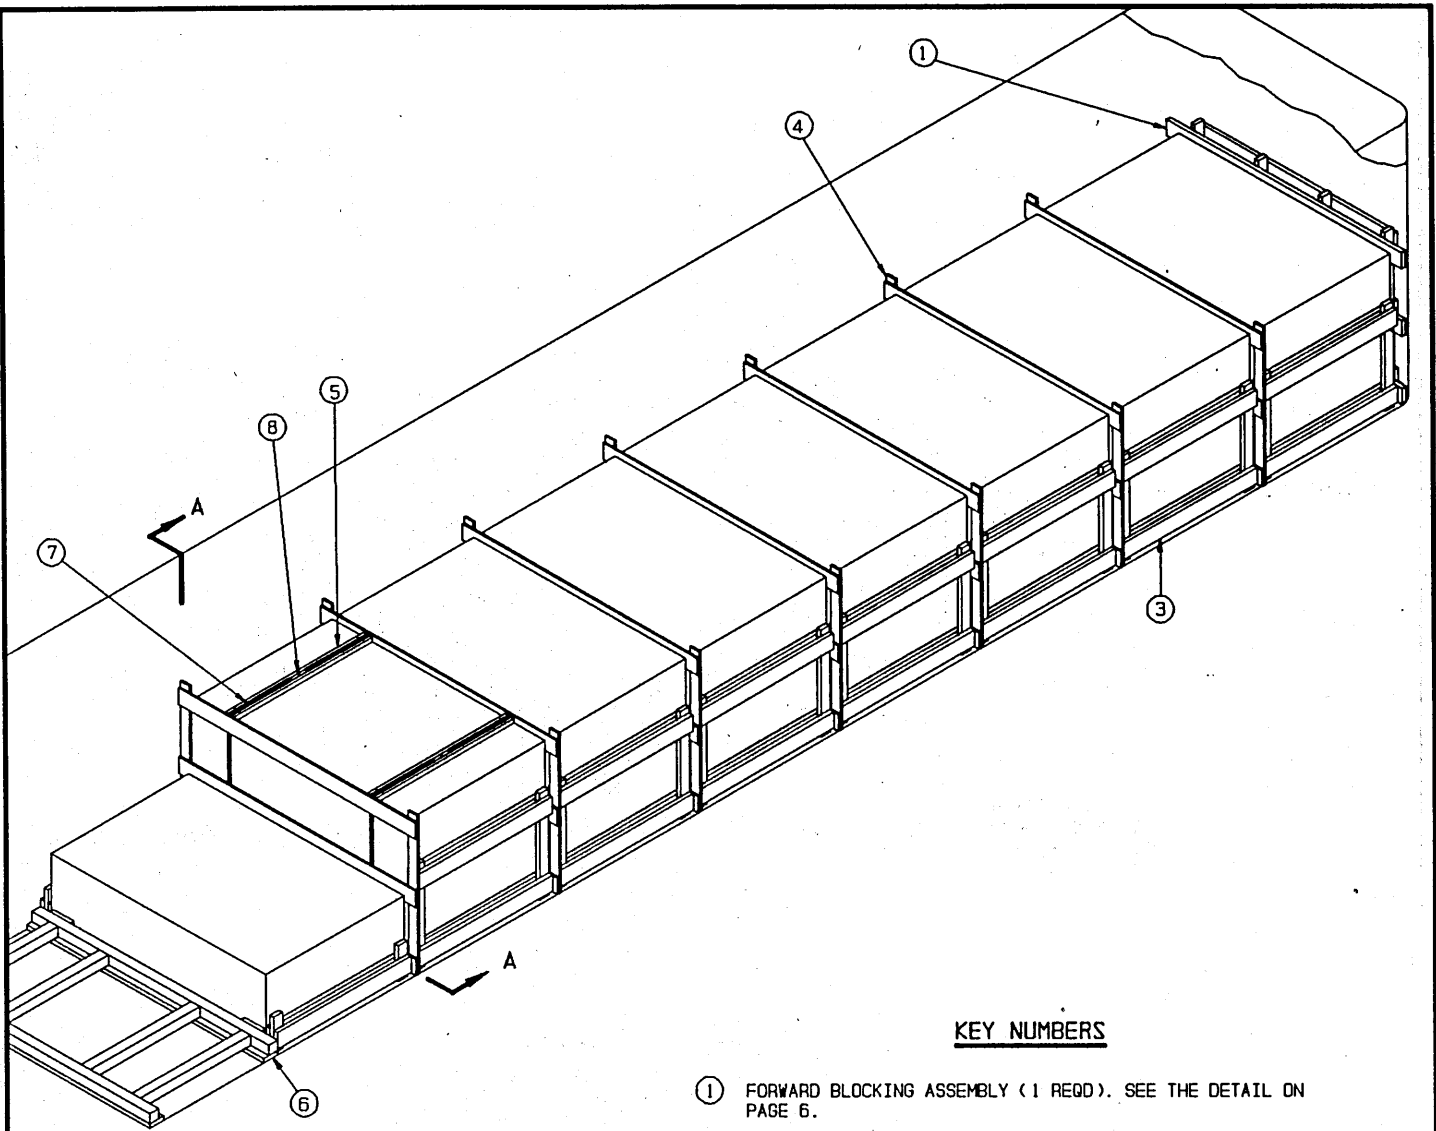 1
4
5
8
A
7
3
A
6
KEY NUMBERS
1 FORWARD BLOCKING ASSEMBLY (1 REQD). SEE THE DETAIL ON
PAGE 6.